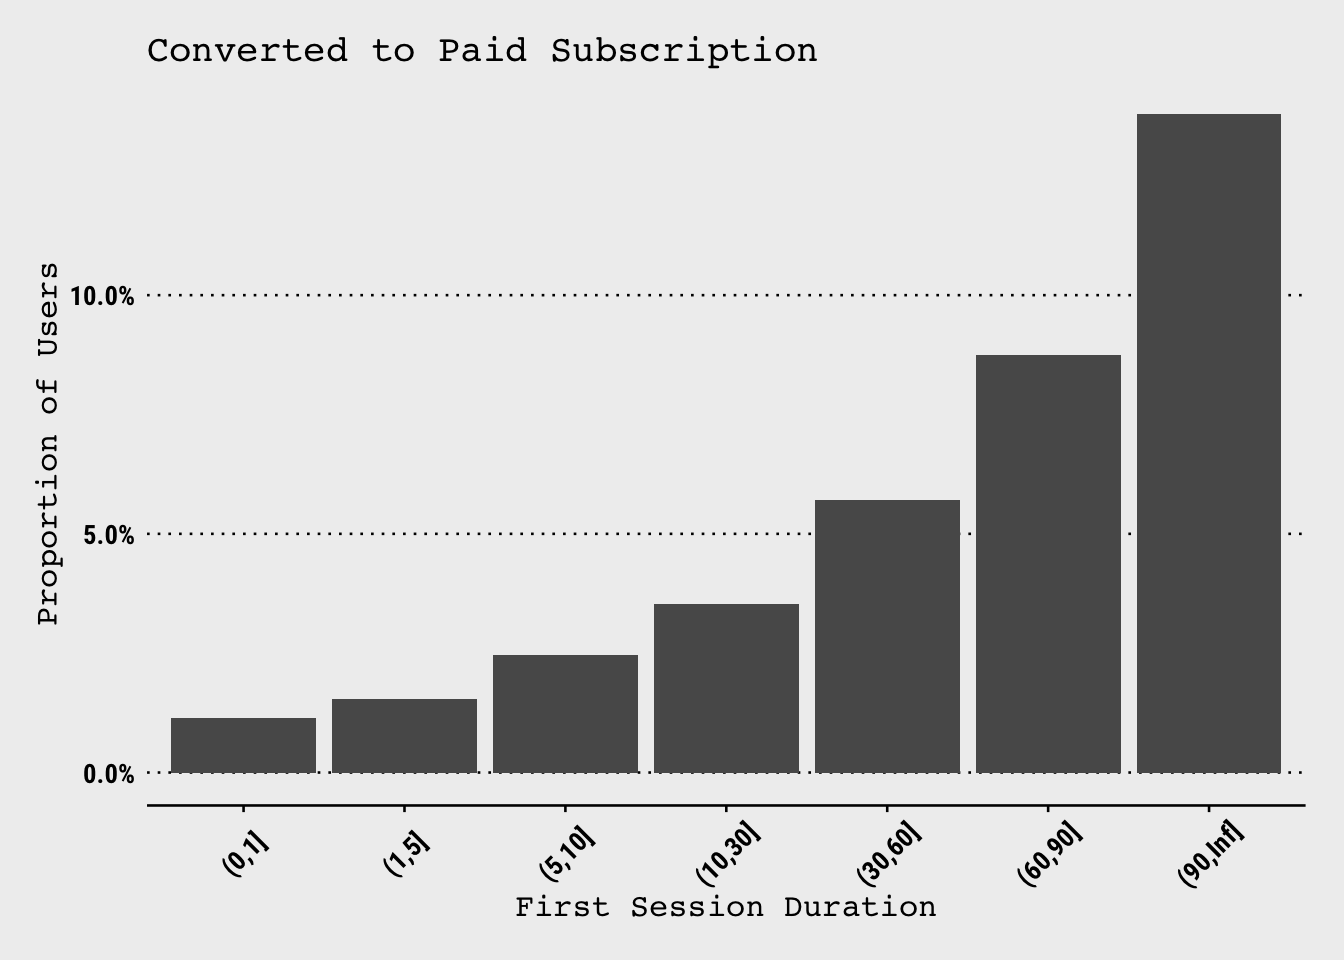 Converted to Paid Subscription
Proportion of Users
10.0%
5.0%
0.0%
(0,1]
(1,5]
(5,10]
(10,30]
(30,60]
(60,90]
(90,Inf]
First Session Duration